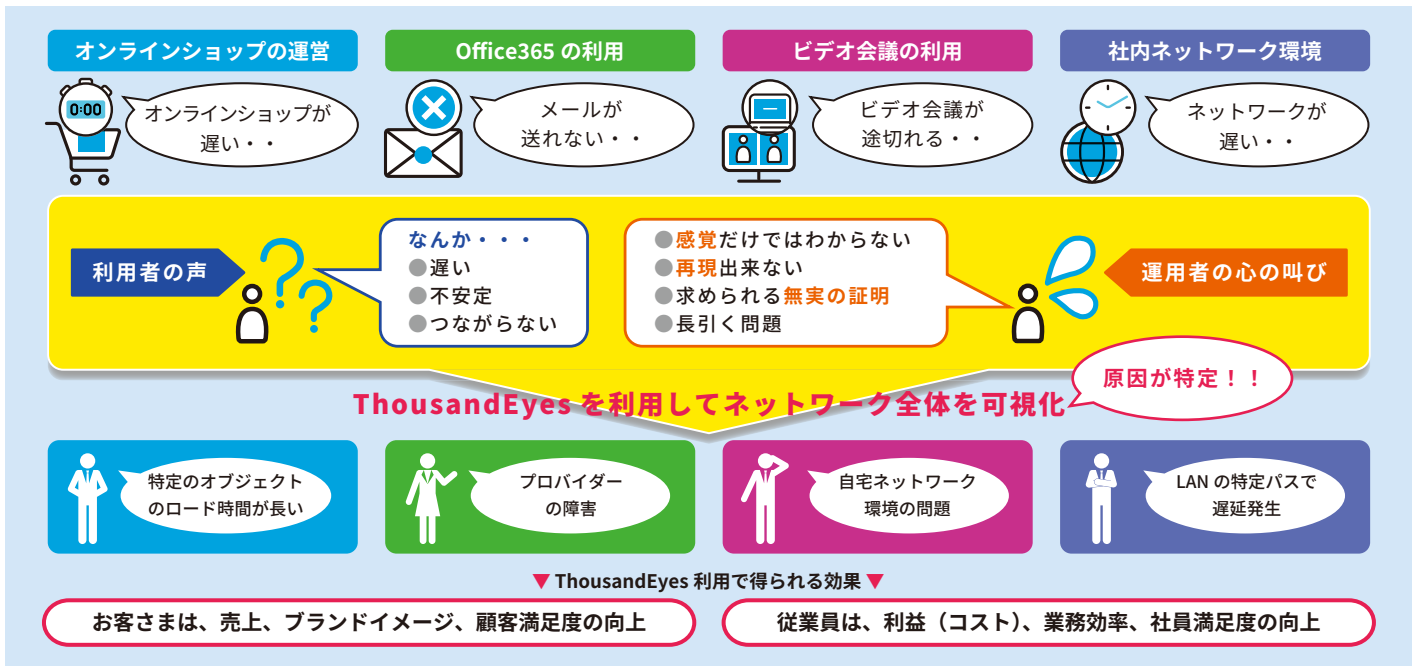 オンラインショップの運営
Office365 の利用
ビデオ会議の利用
社内ネットワーク環境
0:00
オンラインショップが
遅い・・
メールが
送れない・・
ビデオ会議が
途切れる・・
ネットワークが
遅い・・
利用者の声
なんか・・・
●遅い
●不安定
●つながらない
●感覚だけではわからない
●再現出来ない
●求められる無実の証明
●長引く問題
運用者の心の叫び
原因が特定！！
ThousandEyes を利用してネットワーク全体を可視化
特定のオブジェクト
のロード時間が長い
プロバイダー
の障害
自宅ネットワーク
環境の問題
LAN の特定パスで
遅延発生
▼ ThousandEyes 利用で得られる効果 ▼
お客さまは、売上、ブランドイメージ、顧客満足度の向上
従業員は、利益（コスト）、業務効率、社員満足度の向上